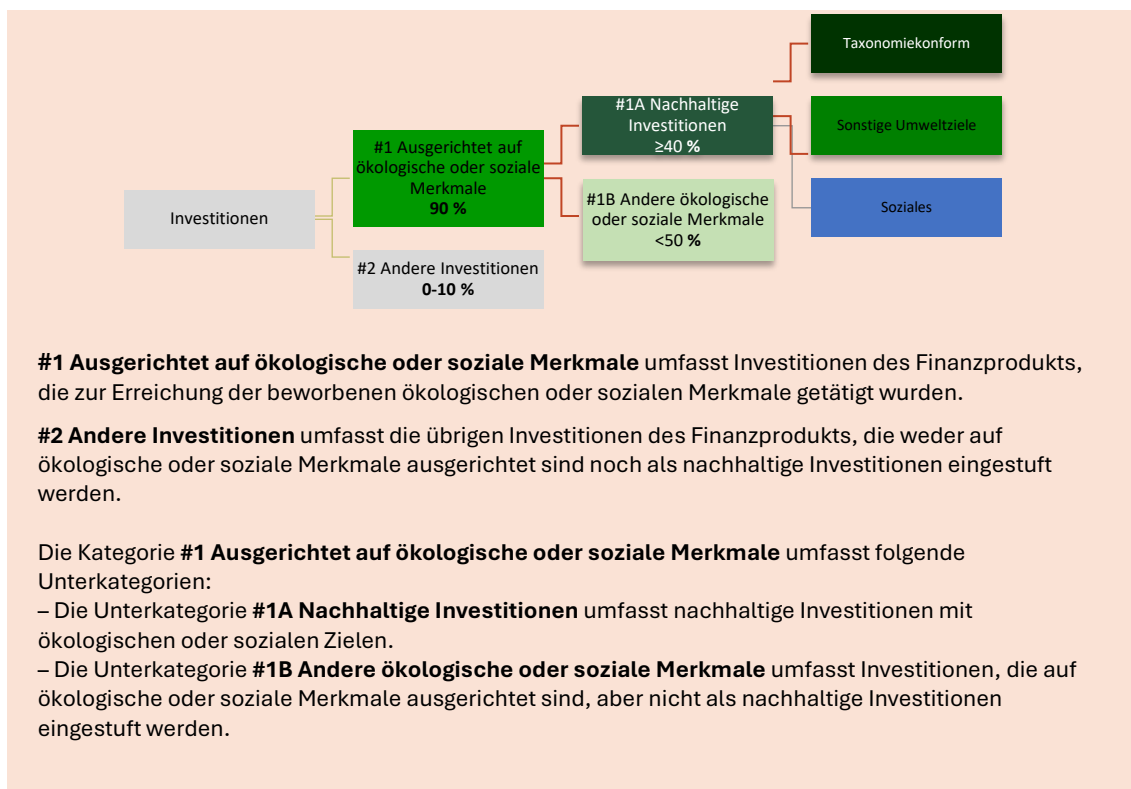 Taxonomiekonform
#1A Nachhaltige
Investitionen
≥40 %
Sonstige Umweltziele
#1 Ausgerichtet auf
ökologische oder soziale
Merkmale
90 %
#1B Andere ökologische
oder soziale Merkmale
<50 %
Investitionen
Soziales
#2 Andere Investitionen
0-10 %
#1 Ausgerichtet auf ökologische oder soziale Merkmale umfasst Investitionen des Finanzprodukts,
die zur Erreichung der beworbenen ökologischen oder sozialen Merkmale getätigt wurden.
#2 Andere Investitionen umfasst die übrigen Investitionen des Finanzprodukts, die weder auf
ökologische oder soziale Merkmale ausgerichtet sind noch als nachhaltige Investitionen eingestuft
werden.
Die Kategorie #1 Ausgerichtet auf ökologische oder soziale Merkmale umfasst folgende
Unterkategorien:
– Die Unterkategorie #1A Nachhaltige Investitionen umfasst nachhaltige Investitionen mit
ökologischen oder sozialen Zielen.
– Die Unterkategorie #1B Andere ökologische oder soziale Merkmale umfasst Investitionen, die auf
ökologische oder soziale Merkmale ausgerichtet sind, aber nicht als nachhaltige Investitionen
eingestuft werden.